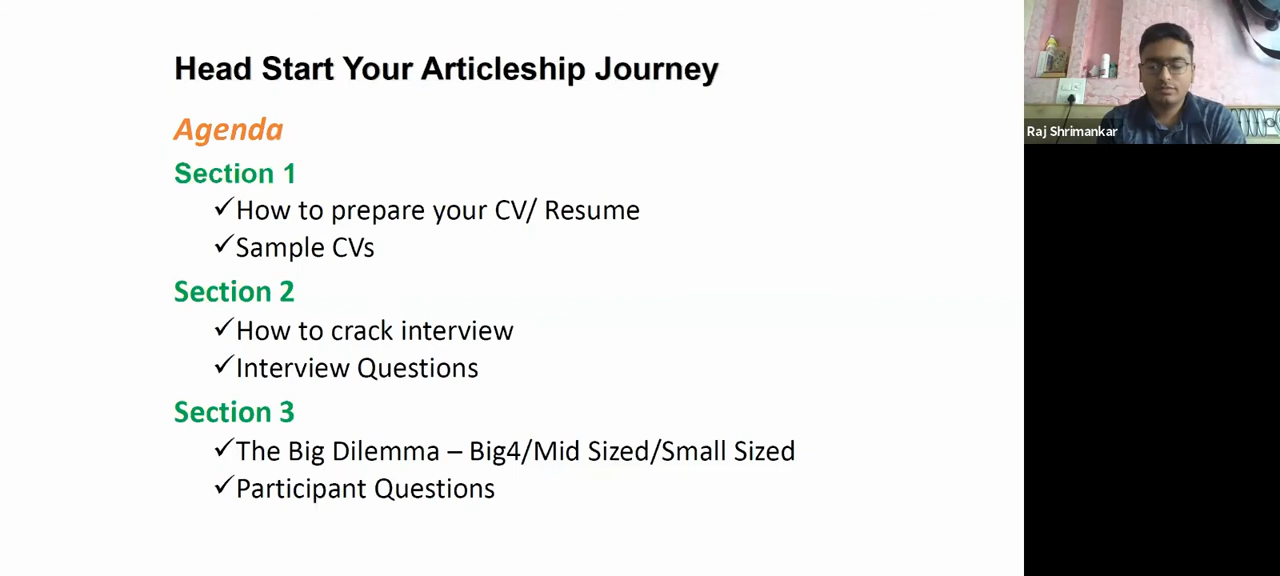 Head Start Your Articleship Journey
Agenda
Section 1
✓How to prepare your CV/ Resume
✓Sample CVs
Section 2
✓How to crack interview
✓Interview Questions
Section 3
✓The Big Dilemma – Big4/Mid Sized/Small Sized
✓Participant Questions
Raj Shrimankar